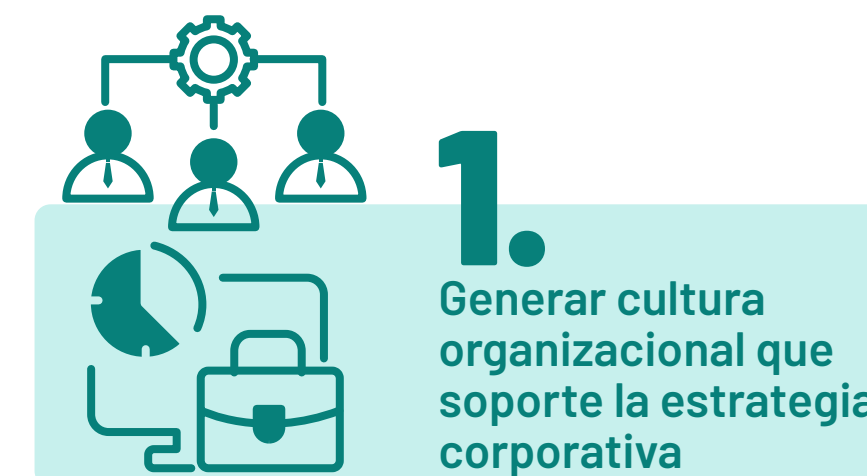 1.
Generar cultura
organizacional que
soporte la estrategia
corporativa